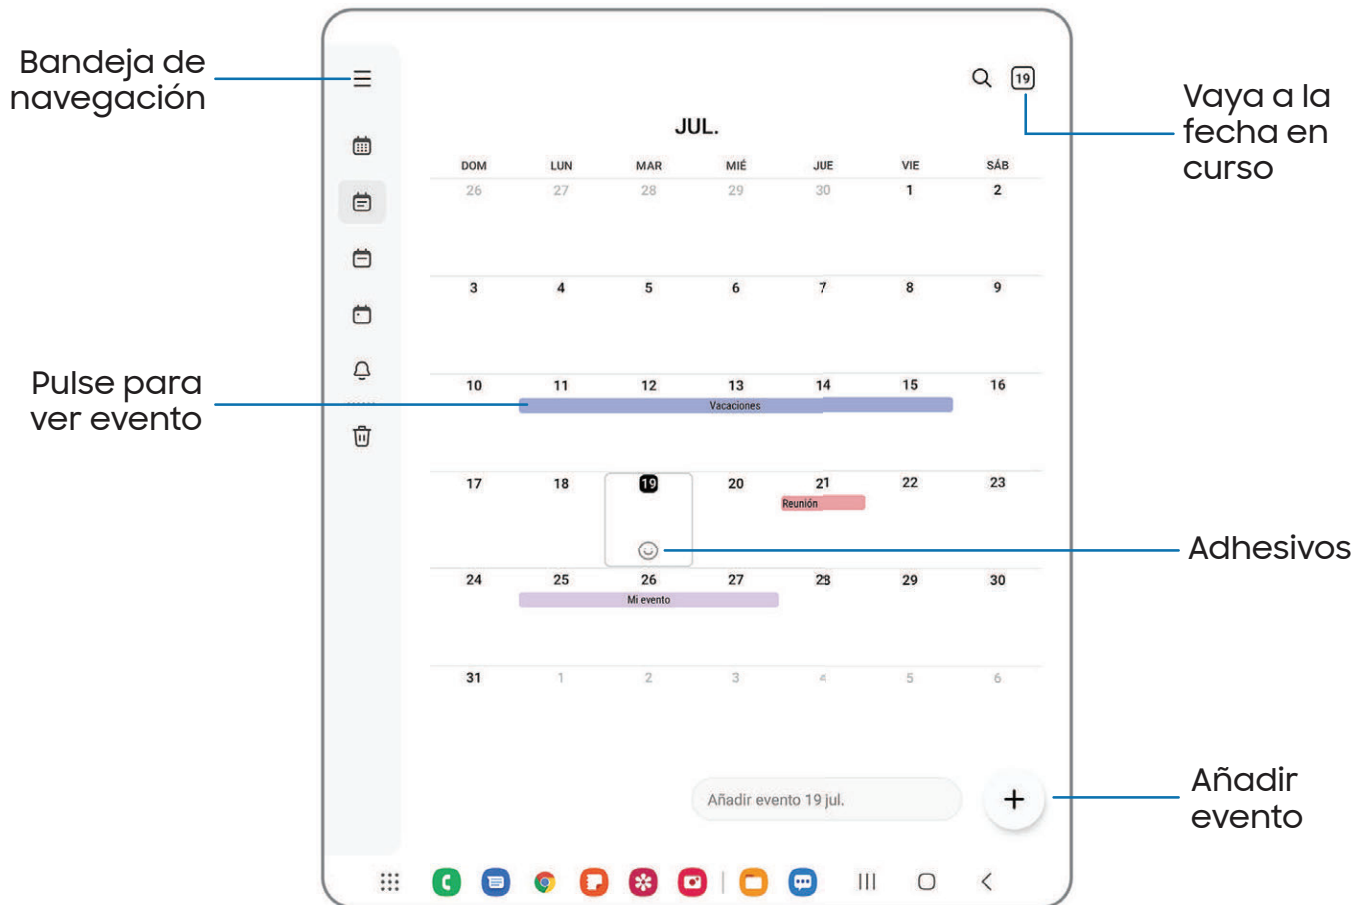 Bandeja de
navegación
19
Vaya a la
fecha en
curso
JUL.
DOM LUN MAR MIÉ JUE VIE SÁB
26 27 28 29 30 1 2
3 4 5 6 7 8 9
Pulse para
ver evento
10 11 12 13 14 15 16
Vacaciones
17 18 19 20 21 22 23
Reunión
Adhesivos
24 25 26 27 28 29 30
Mi evento
31 1 2 3 4 5 6
Añadir evento 19 jul.
Añadir
evento